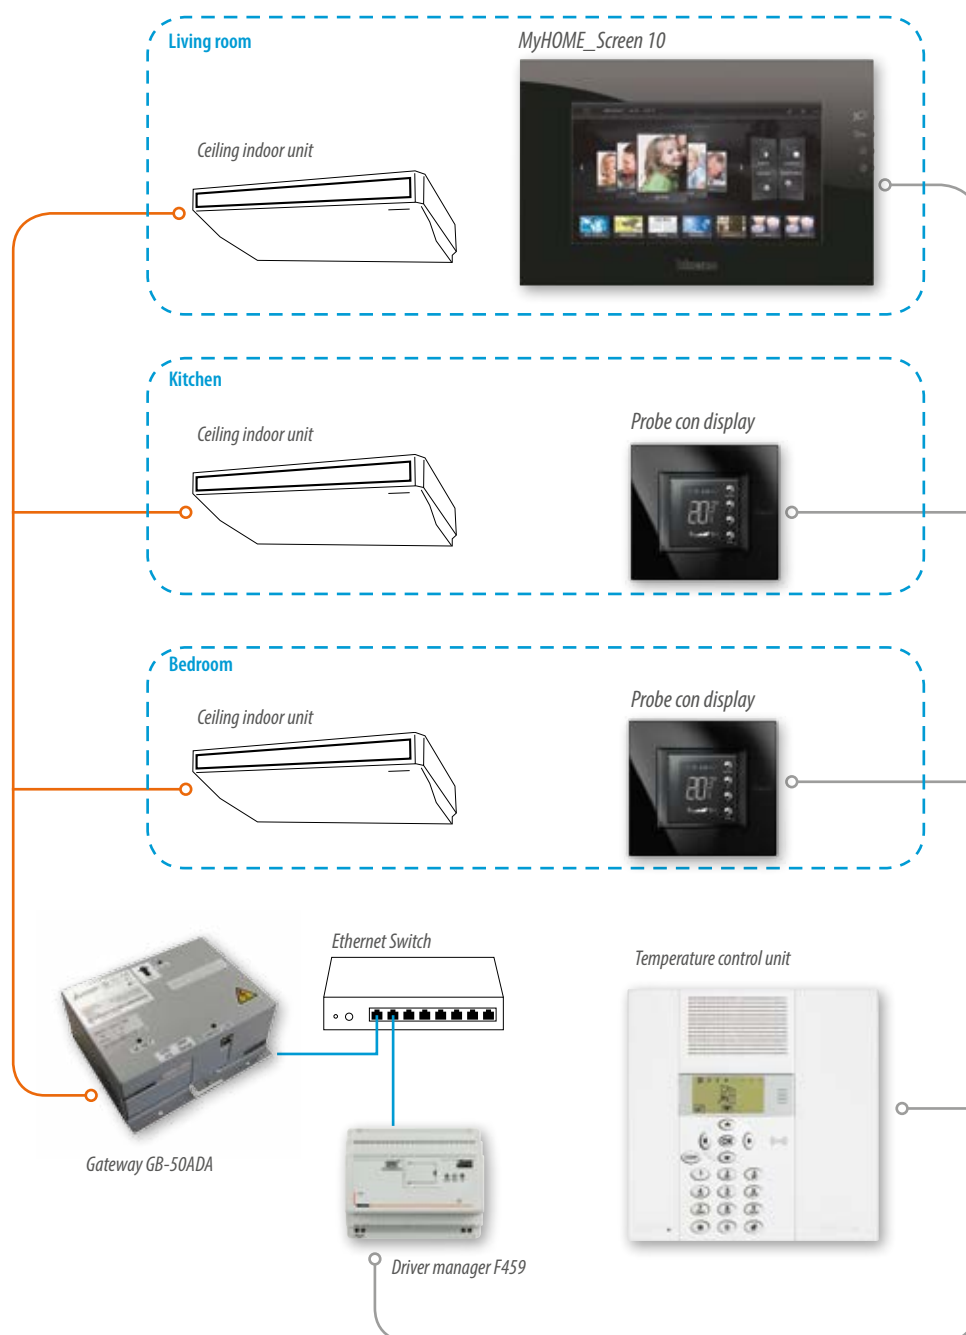 Living room
MyHOME_Screen 10
Ceiling indoor unit
Kitchen
Probe con display
Ceiling indoor unit
Bedroom
Probe con display
Ceiling indoor unit
Ethernet Switch
Temperature control unit
Gateway GB-50ADA
Driver manager F459